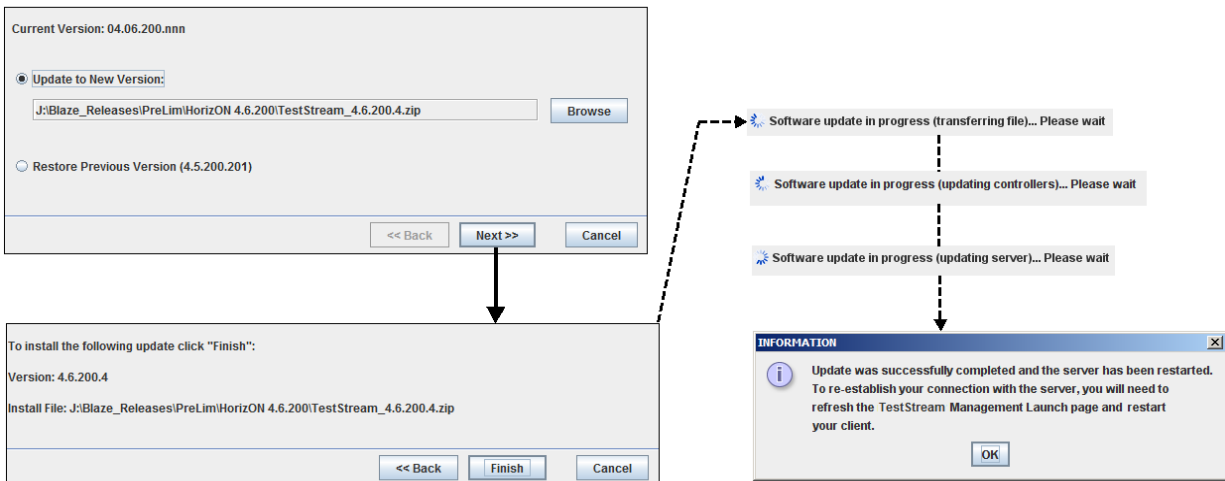 Current Version: 04.06.200.nnn
Update to New Version:
J:\Blaze_Releases\PreLim\HorizON 4.6.200\TestStream_4.6.200.4.zip
Browse
Restore Previous Version (4.5.200.201)
<< Back
Next >>
Cancel
To install the following update click "Finish":
Version: 4.6.200.4
Install File: J:\Blaze_Releases\PreLim\HorizON 4.6.200\TestStream_4.6.200.4.zip
<< Back
Finish
Cancel
Software update in progress (transferring file)... Please wait
Software update in progress (updating controllers)... Please wait
Software update in progress (updating server)... Please wait
INFORMATION
Update was successfully completed and the server has been restarted.
To re-establish your connection with the server, you will need to
refresh the TestStream Management Launch page and restart
your client.
OK